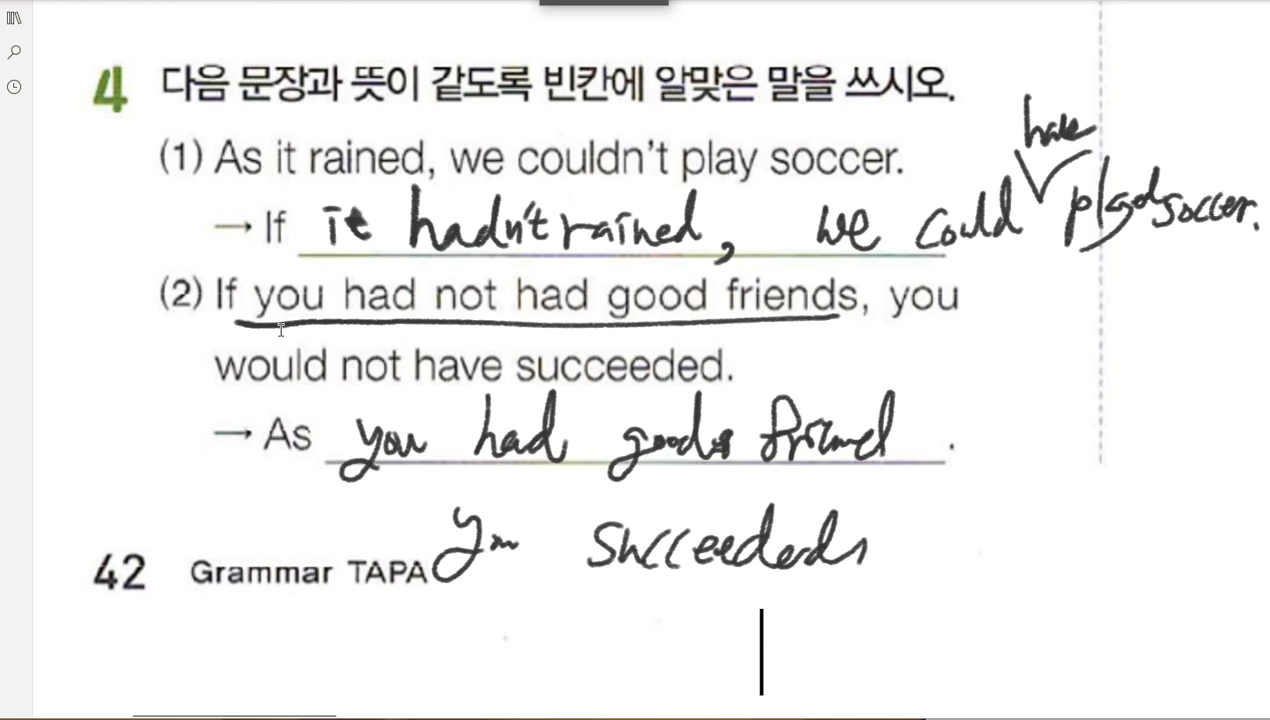 4 다음 문장과 뜻이 같도록 빈칸에 알맞은 말을 쓰시오.
(1) As it rained, we couldn't play soccer.
have
→ If it hadn't rained, we could played soccer.
(2) If you had not had good friends, you
would not have succeeded.
→ As you had good friend .
you succeeded
42 Grammar TAPA